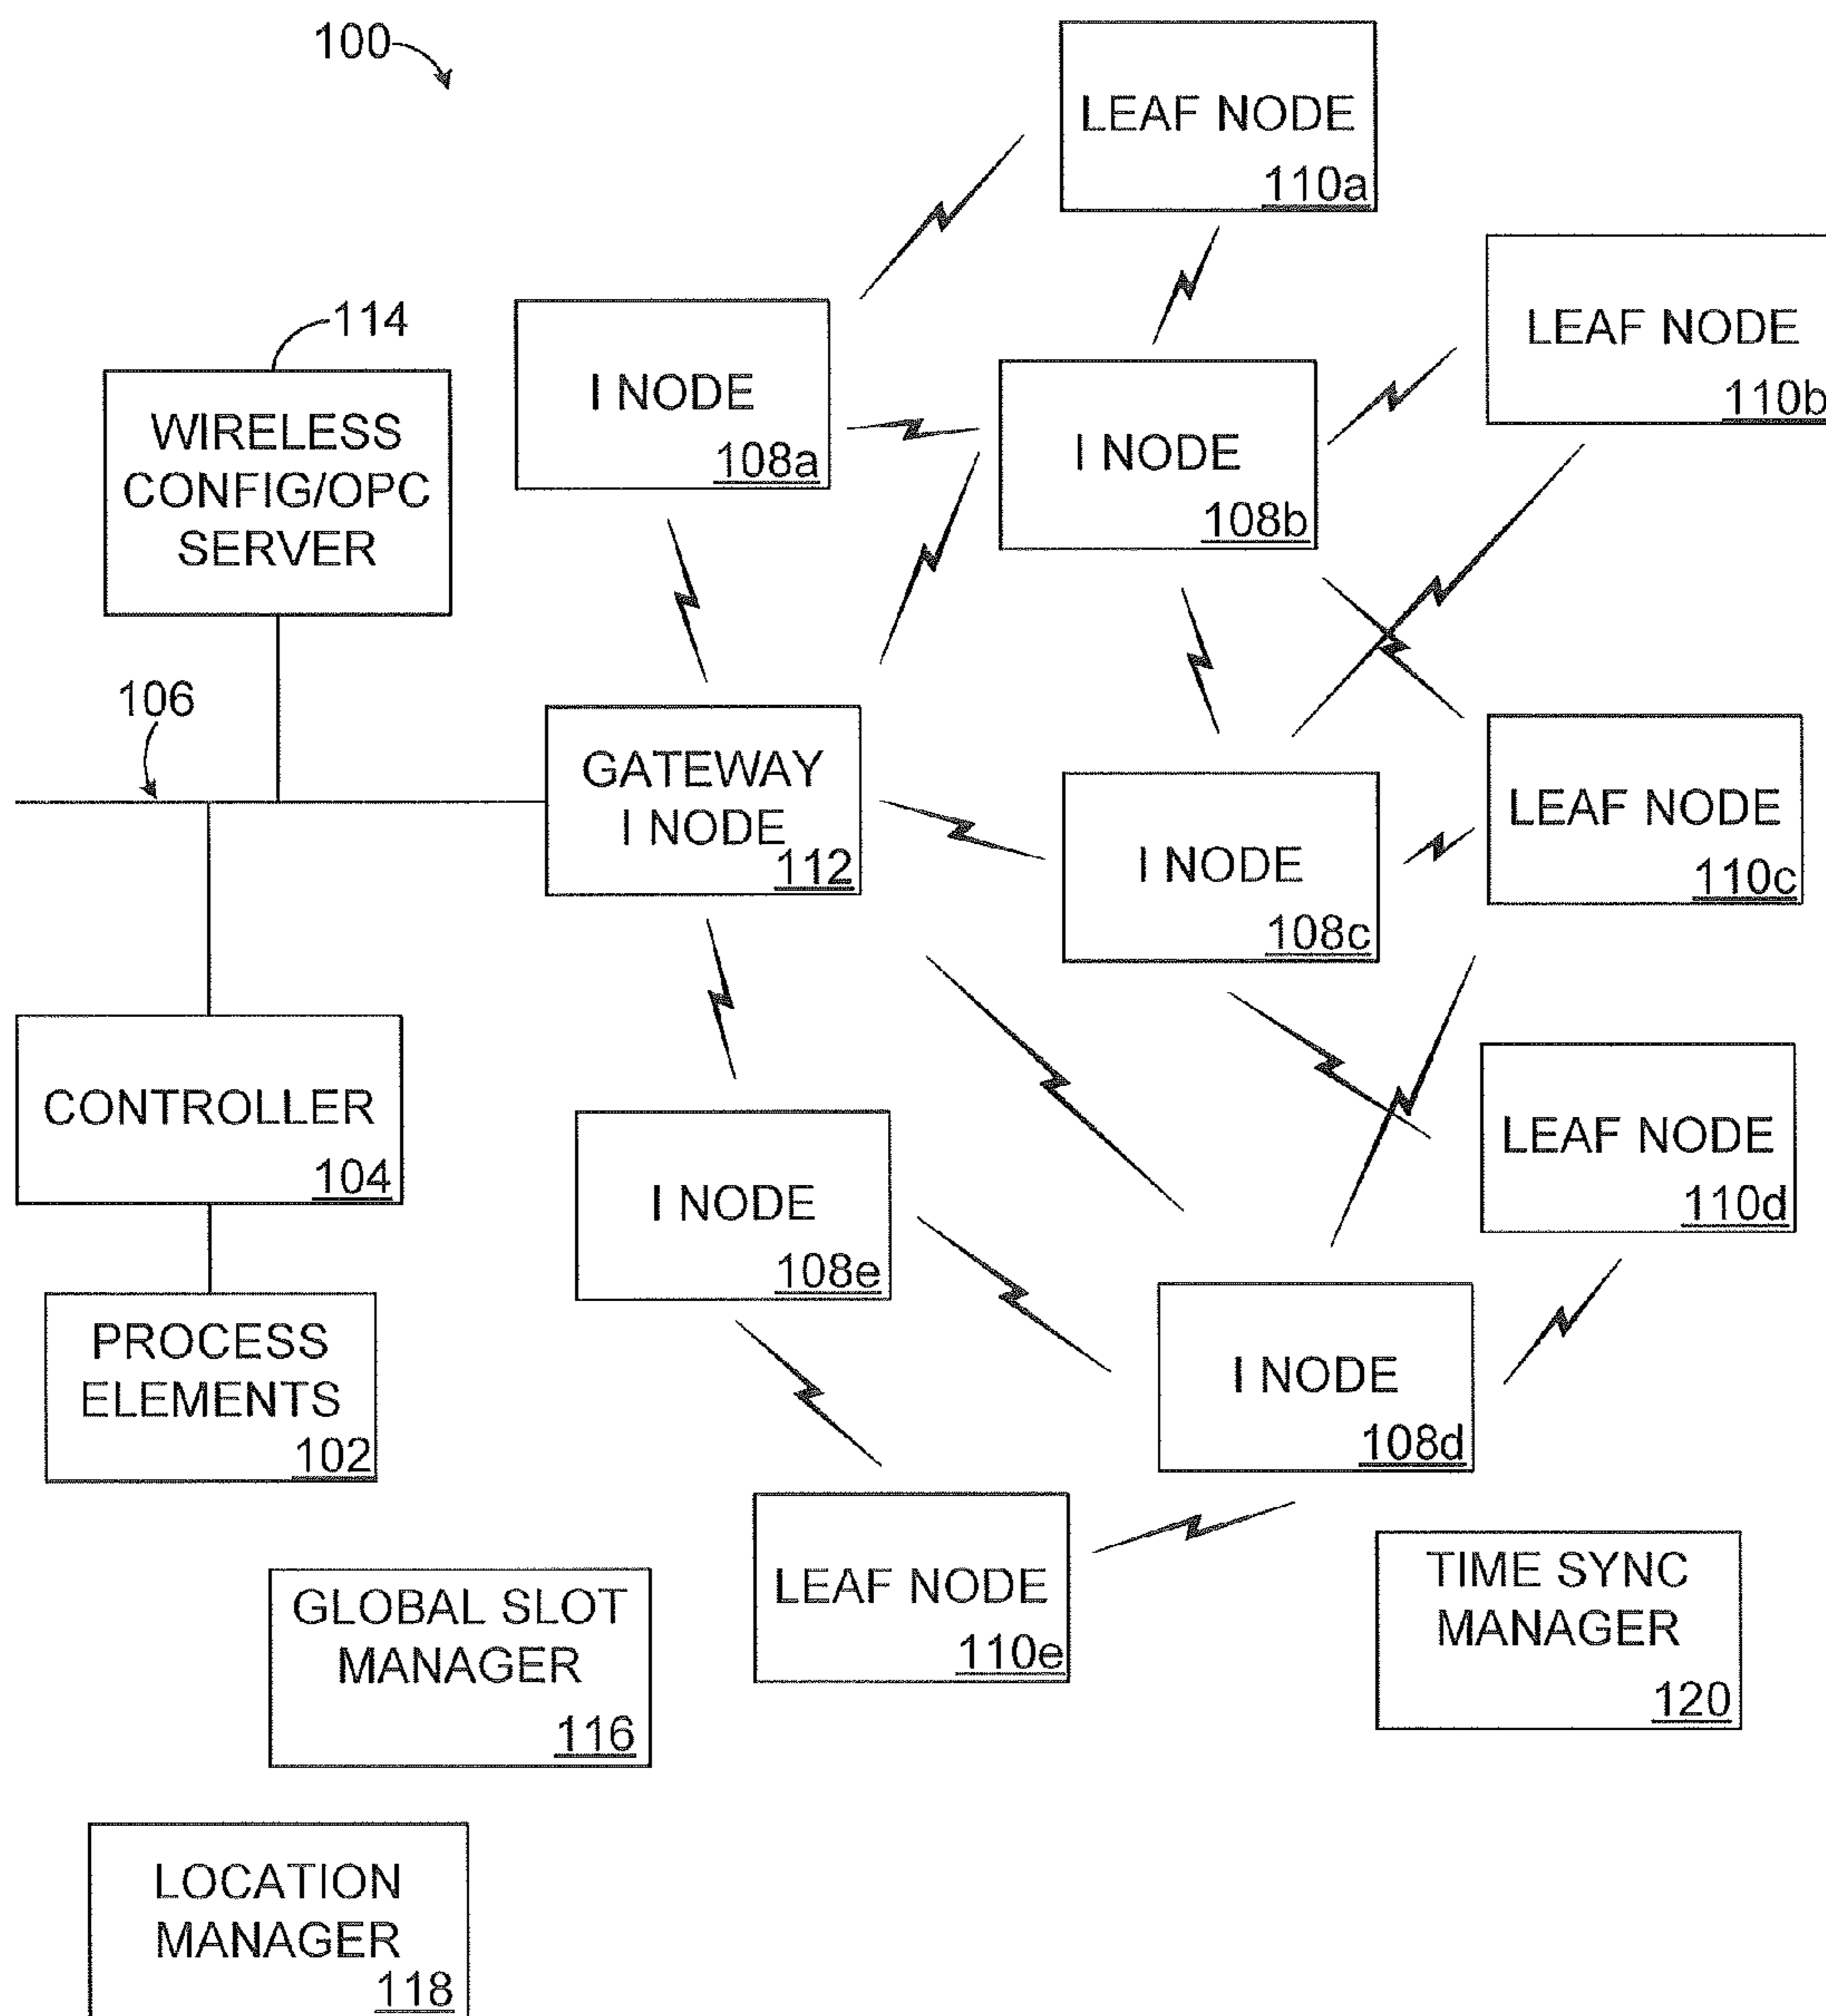 100
LEAF NODE
110a
LEAF NODE
110b
114
WIRELESS
CONFIG/OPC
SERVER
I NODE
108a
I NODE
108b
106
GATEWAY
I NODE
112
I NODE
108c
LEAF NODE
110c
CONTROLLER
104
I NODE
108e
LEAF NODE
110d
PROCESS
ELEMENTS
102
I NODE
108d
GLOBAL SLOT
MANAGER
116
LEAF NODE
110e
TIME SYNC
MANAGER
120
LOCATION
MANAGER
118